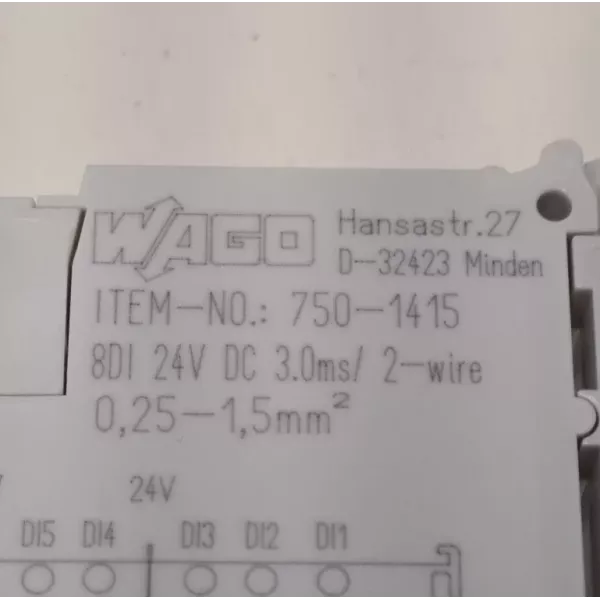 WAGO Hansastr.27
D-32423 Minden
ITEM-NO.: 750-1415
8DI 24V DC 3.0ms/ 2-wire
0,25-1,5mm²
24V
DI5 DI4 DI3 DI2 DI1